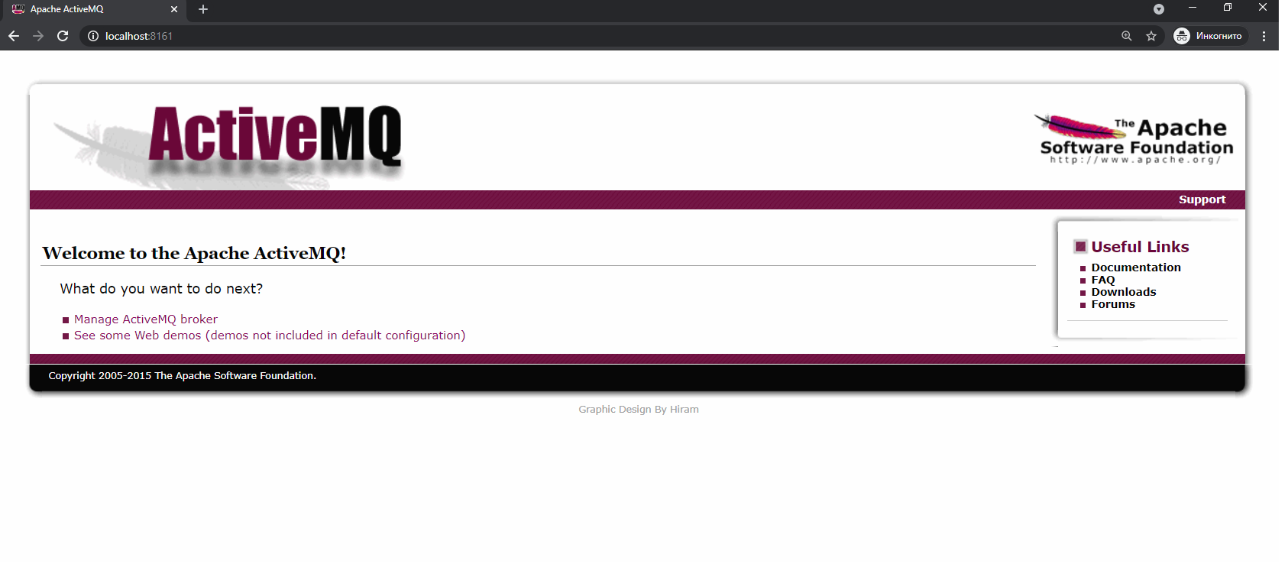 Apache ActiveMQ
localhost:8161
Инкогнито
ActiveMQ
The Apache
Software Foundation
http://www.apache.org/
Support
Welcome to the Apache ActiveMQ!
What do you want to do next?
Manage ActiveMQ broker
See some Web demos (demos not included in default configuration)
Useful Links
Documentation
FAQ
Downloads
Forums
Copyright 2005-2015 The Apache Software Foundation.
Graphic Design By Hiram